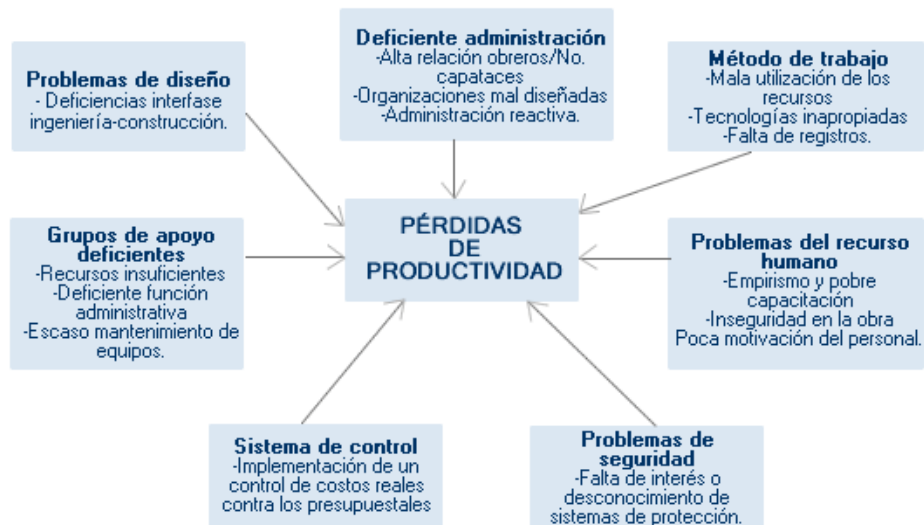 Problemas de diseño
- Deficiencias interfase
ingeniería-construcción.
Deficiente administración
-Alta relación obreros/No.
capataces
-Organizaciones mal diseñadas
-Administración reactiva.
Método de trabajo
-Mala utilización de los
recursos
-Tecnologías inapropiadas
-Falta de registros.
Grupos de apoyo
deficientes
-Recursos insuficientes
-Deficiente función
administrativa
-Escaso mantenimiento de
equipos.
PÉRDIDAS
DE
PRODUCTIVIDAD
Problemas del recurso
humano
-Empirismo y pobre
capacitación
-Inseguridad en la obra
Poca motivación del personal.
Sistema de control
-Implementación de un
control de costos reales
contra los presupuestales
Problemas de
seguridad
-Falta de interés o
desconocimiento de
sistemas de protección.